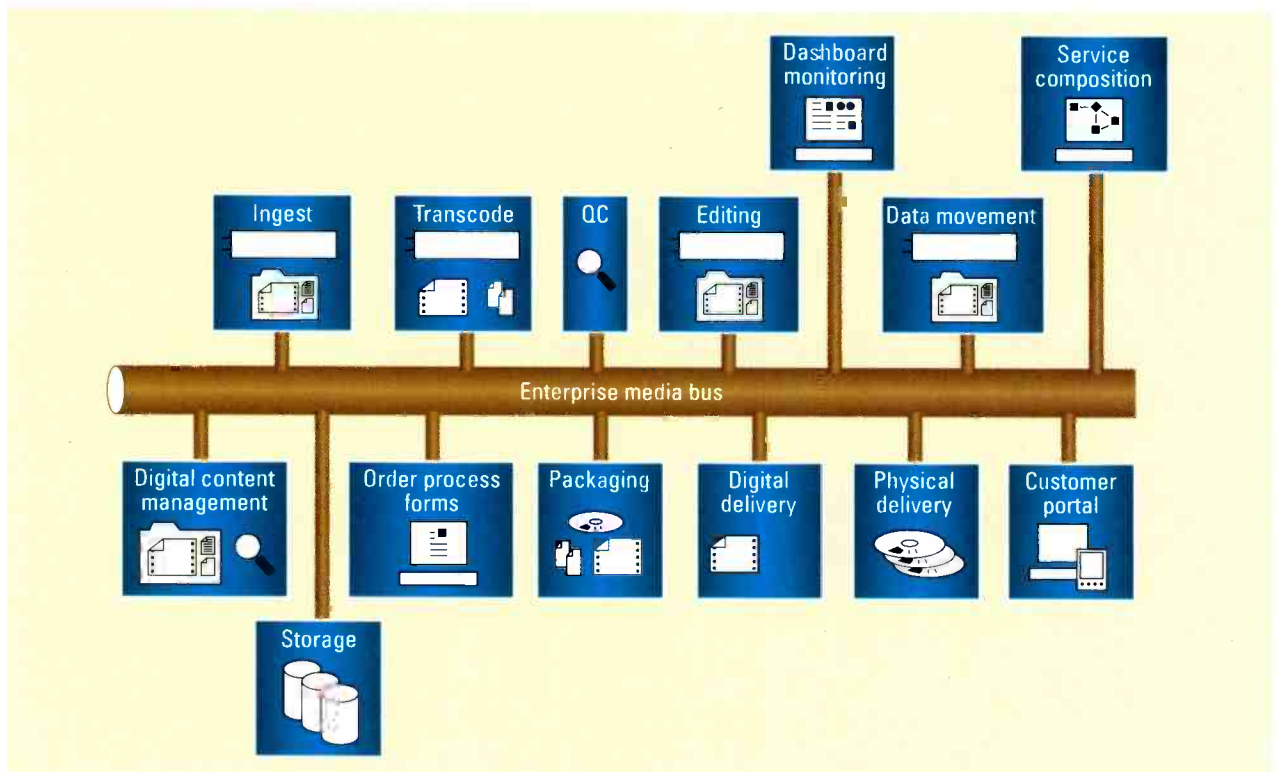 Dashboard
monitoring
Service
composition
Ingest
Transcode
QC
Editing
Data movement
Enterprise media bus
Digital content
management
Order process
forms
Packaging
Digital
delivery
Physical
delivery
Customer
portal
Storage